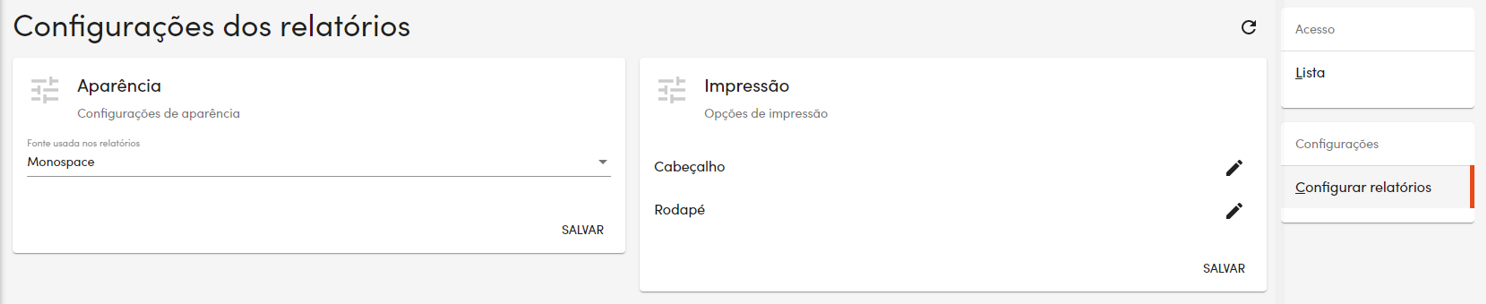 Configurações dos relatórios
Aparência
Configurações de aparência
Fonte usada nos relatórios
Monospace
SALVAR
Impressão
Opções de impressão
Cabeçalho
Rodapé
SALVAR
Acesso
Lista
Configurações
Configurar relatórios